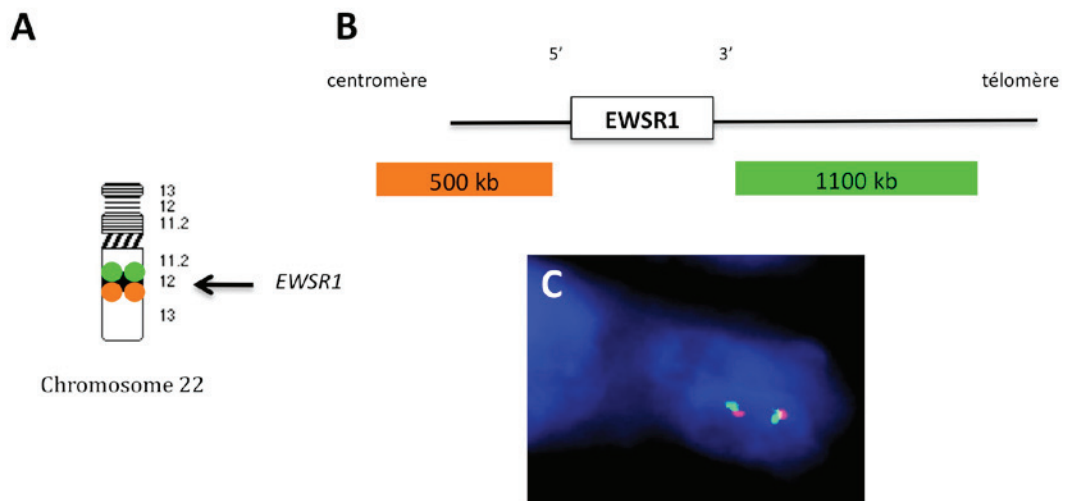 A
13
12
11.2
11.2
12
13
EWSR1
Chromosome 22
B
5’ 3’
centromère télomère
EWSR1
500 kb 1100 kb
C